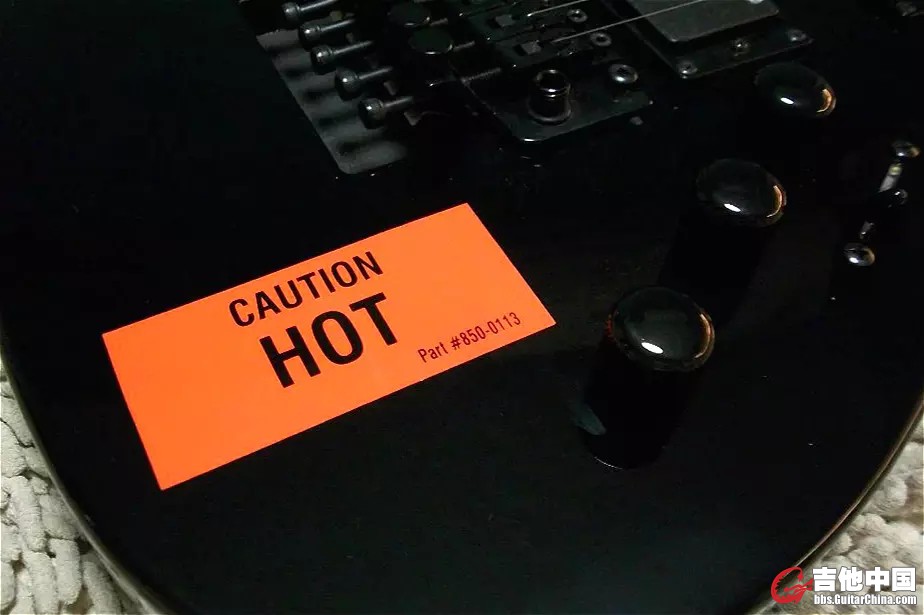 CAUTION
HOT
Part #850-0113
吉他中国
bbs.GuitarChina.com